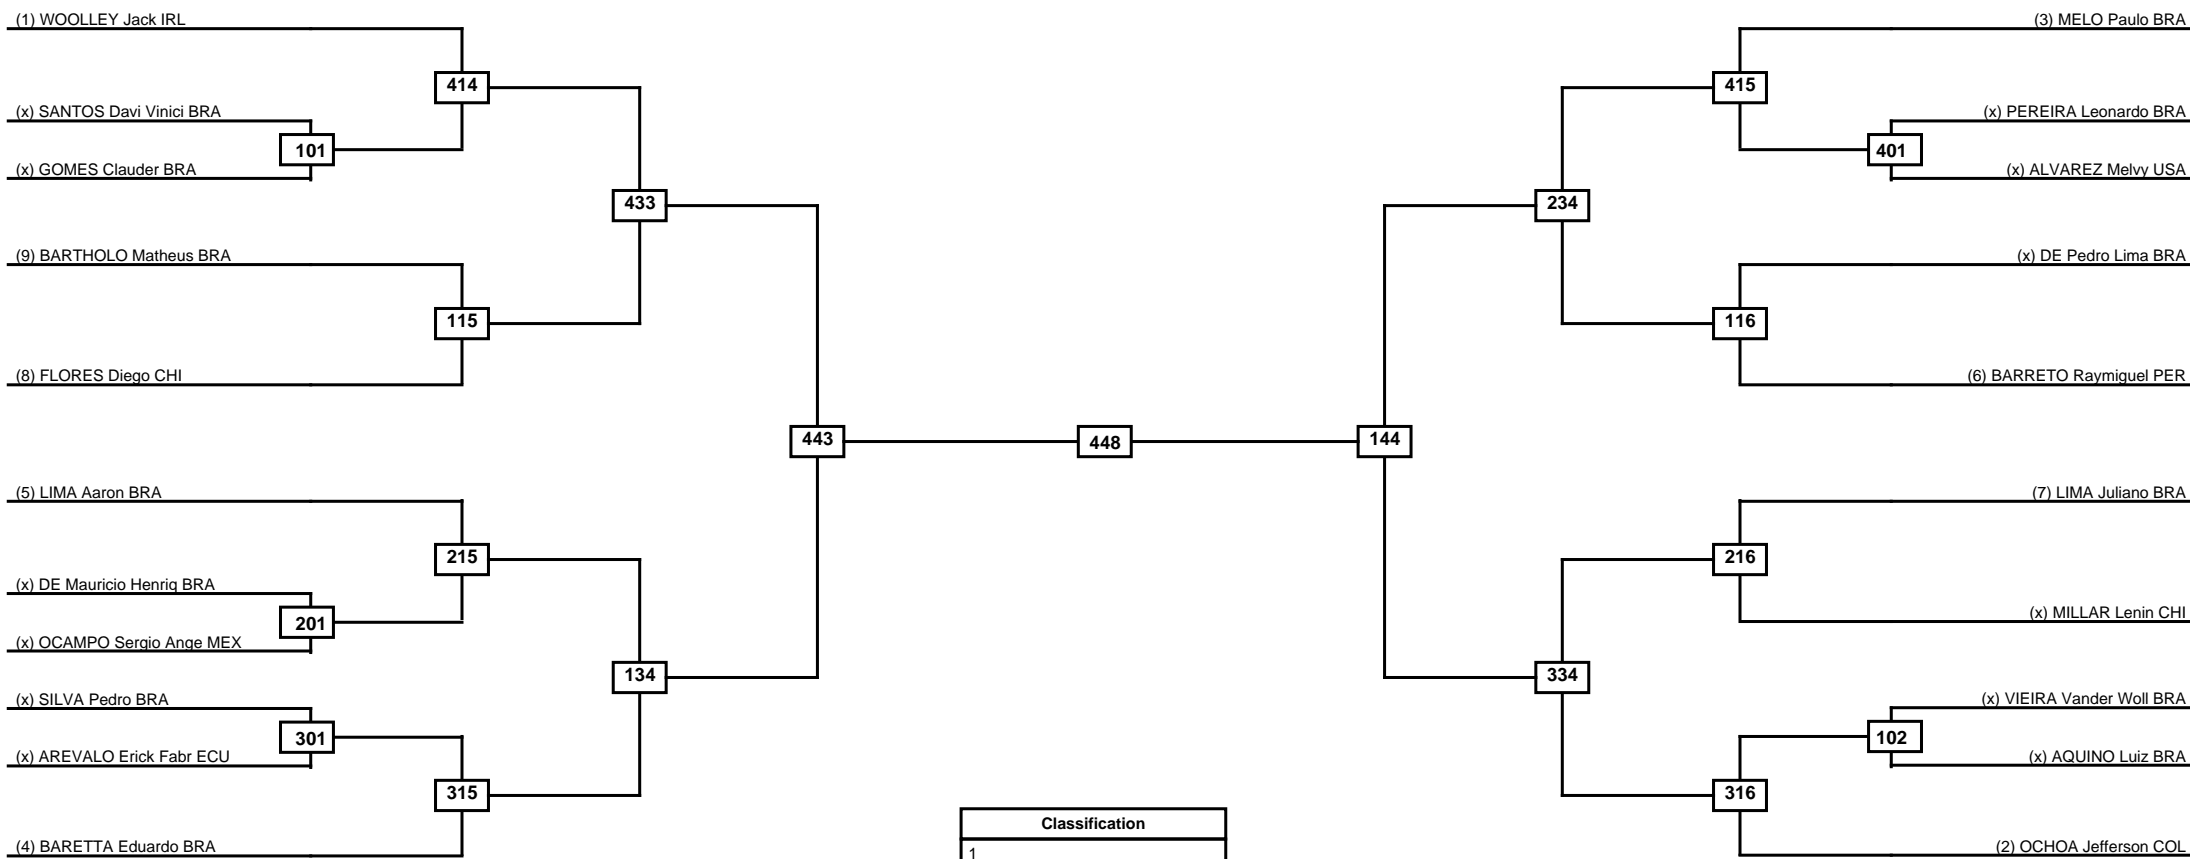 (1) WOOLLEY Jack IRL
(x) SANTOS Davi Vinici BRA
(x) GOMES Clauder BRA
(9) BARTHOLO Matheus BRA
(8) FLORES Diego CHI
(5) LIMA Aaron BRA
(x) DE Mauricio Henriq BRA
(x) OCAMPO Sergio Ange MEX
(x) SILVA Pedro BRA
(x) AREVALO Erick Fabr ECU
(4) BARETTA Eduardo BRA
101
201
301
414
115
215
315
433
134
443
448
144
234
334
415
116
216
316
401
102
(3) MELO Paulo BRA
(x) PEREIRA Leonardo BRA
(x) ALVAREZ Melvy USA
(x) DE Pedro Lima BRA
(6) BARRETO Raymiguel PER
(7) LIMA Juliano BRA
(x) MILLAR Lenin CHI
(x) VIEIRA Vander Woll BRA
(x) AQUINO Luiz BRA
(2) OCHOA Jefferson COL
Classification
1